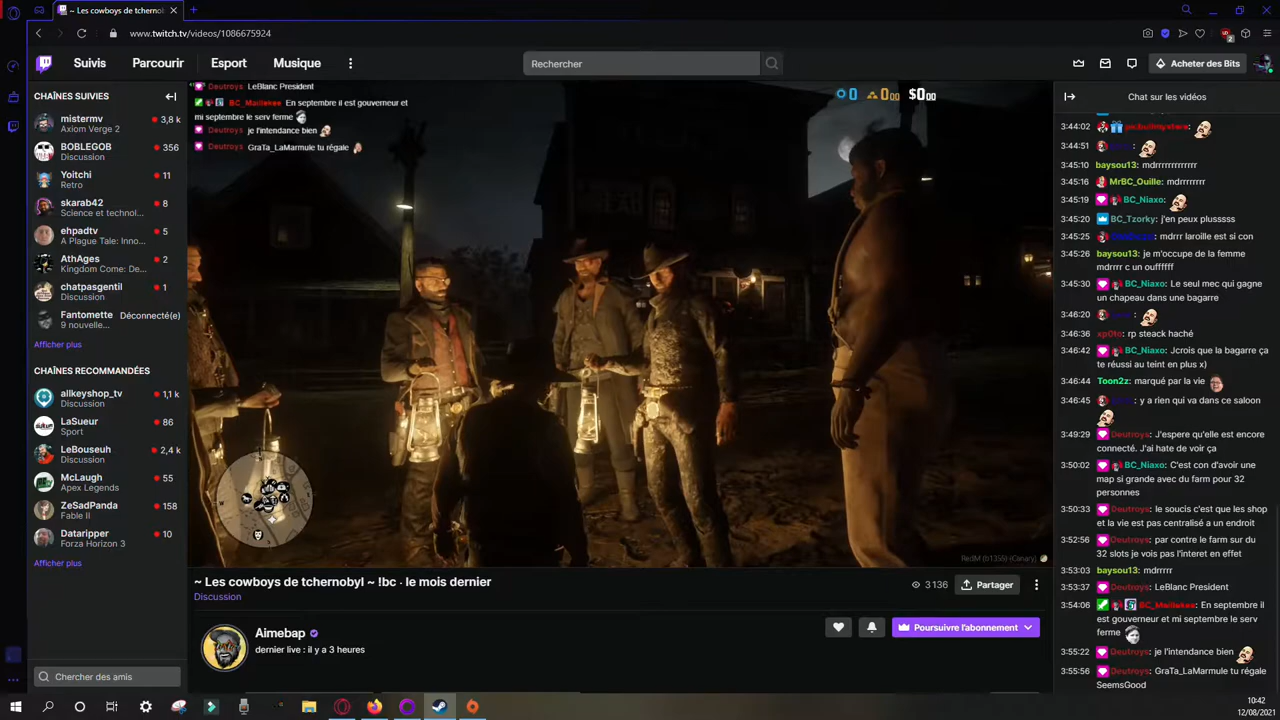 ~ Les cowboys de tchernob
www.twitch.tv/videos/1086675924
Suivis
Parcourir
Esport
Musique
Rechercher
Acheter des Bits
CHAÎNES SUIVIES
mistermv
Axiom Verge 2
3,8 k
BOBLEGOB
Discussion
356
Yoitchi
Retro
11
skarab42
Science et technol...
8
ehpadtv
A Plague Tale: Inno...
5
AthAges
Kingdom Come: De...
2
chatpasgentil
Discussion
1
Fantomette
9 nouvelle...
Déconnecté(e)
Afficher plus
CHAÎNES RECOMMANDÉES
allkeyshop_tv
Discussion
1,1 k
LaSueur
Sport
86
LeBouseuh
Discussion
2,4 k
McLaugh
Apex Legends
55
ZeSadPanda
Fable II
158
Dataripper
Forza Horizon 3
10
Afficher plus
Chercher des amis
Deutroys LeBlanc President
BC_Mailiekee En septembre il est gouverneur et
mi septembre le serv ferme
Deutroys je l'intendance bien
Deutroys GraTa_LaMarmule tu régale
0 000 $000
RedM (b1355) (Canary)
~ Les cowboys de tchernobyl ~ !bc · le mois dernier
Discussion
3 136
Partager
Aimebap
dernier live : il y a 3 heures
Poursuivre l'abonnement
Chat sur les vidéos
3:44:02
3:44:51
3:45:10 baysou13: mdrrrrrrrrrrrr
3:45:16 MrBC_Ouille: mdrrrrrrrr
3:45:19 BC_Niaxo:
3:45:20 BC_Tzorky: j'en peux plusssss
3:45:25 mdrrr laroille est si con
3:45:26 baysou13: je m'occupe de la femme
mdrrrr c un outfffff
3:45:30 BC_Niaxo: Le seul mec qui gagne
un chapeau dans une bagarre
3:46:20
3:46:36 xp0to: rp steack haché
3:46:42 BC_Niaxo: Jcrois que la bagarre ça
te réussi au teint en plus x)
3:46:44 Toon2z: marqué par la vie
3:46:45 y a rien qui va dans ce saloon
3:49:29 Deutroys: J'espere qu'elle est encore
connecté. J'ai hate de voir ça
3:50:02 BC_Niaxo: C'est con d'avoir une
map si grande avec du farm pour 32
personnes
3:50:33 Deutroys: le soucis c'est que les shop
et la vie est pas centralisé a un endroit
3:52:56 Deutroys: par contre le farm sur du
32 slots je vois pas l'interet en effet
3:53:03 baysou13: mdrrrr
3:53:37 Deutroys: LeBlanc President
3:54:06 BC_Mailiekee: En septembre il
est gouverneur et mi septembre le serv
ferme
3:55:22 Deutroys: je l'intendance bien
3:55:56 Deutroys: GraTa_LaMarmule tu régale
SeemsGood
10:42
12/08/2021